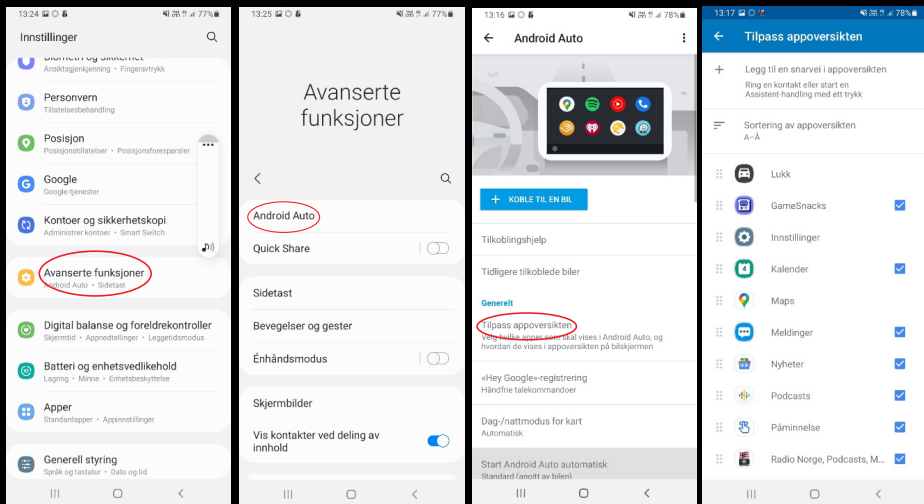 13:24
77%
Innstillinger
Biometri og sikkerhet
Ansiktsgjenkjenning • Fingeravtrykk
Personvern
Tillatelsesbehandling
Posisjon
Posisjonstillatelser • Posisjonsforespørsler
Google
Google-tjenester
Kontoer og sikkerhetskopi
Administrer kontoer • Smart Switch
Avanserte funksjoner
Android Auto • Sidetast
Digital balanse og foreldrekontroller
Skjermtid • Appnedtellinger • Leggetidsmodus
Batteri og enhetsvedlikehold
Lagring • Minne • Enhetsbeskyttelse
Apper
Standardapper • Appinnstillinger
Generell styring
Språk og tastatur • Dato og tid
13:25
77%
Avanserte
funksjoner
Android Auto
Quick Share
Sidetast
Bevegelser og gester
Énhåndsmodus
Skjermbilder
Vis kontakter ved deling av
innhold
13:16
78%
Android Auto
+ KOBLE TIL EN BIL
Tilkoblingshjelp
Tidligere tilkoblede biler
Generelt
Tilpass appoversikten
Velg hvilke apper som skal vises i Android Auto, og
hvordan de vises i appoversikten på bilskjermen
«Hey Google»-registrering
Håndfrie talekommandoer
Dag-/nattmodus for kart
Automatisk
Start Android Auto automatisk
Standard (angitt av bilen)
13:17
78%
Tilpass appoversikten
Legg til en snarvei i appoversikten
Ring en kontakt eller start en
Assistent-handling med ett trykk
Sortering av appoversikten
A–Å
Lukk
GameSnacks
Innstillinger
Kalender
Maps
Meldinger
Nyheter
Podcasts
Påminnelse
Radio Norge, Podcasts, M...